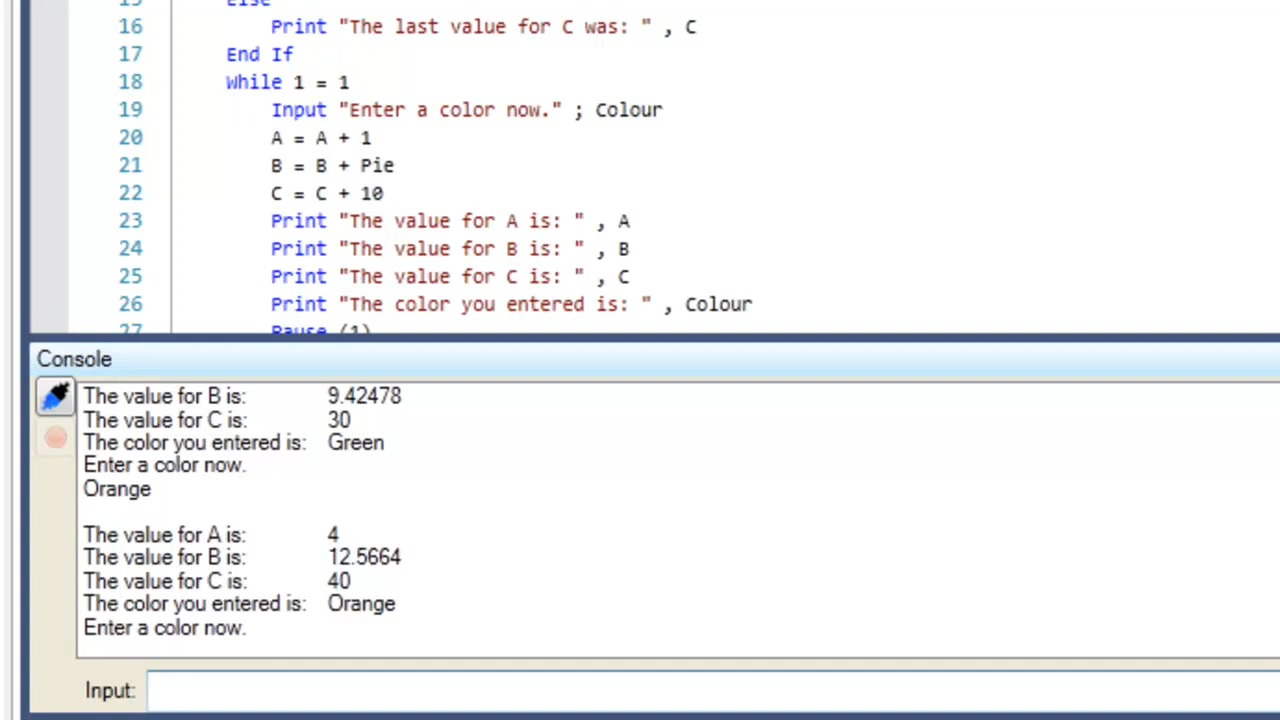 15 Else
16 Print "The last value for C was: " , C
17 End If
18 While 1 = 1
19 Input "Enter a color now." ; Colour
20 A = A + 1
21 B = B + Pie
22 C = C + 10
23 Print "The value for A is: " , A
24 Print "The value for B is: " , B
25 Print "The value for C is: " , C
26 Print "The color you entered is: " , Colour
27 Pause (1)
Console
The value for B is: 9.42478
The value for C is: 30
The color you entered is: Green
Enter a color now.
Orange
The value for A is: 4
The value for B is: 12.5664
The value for C is: 40
The color you entered is: Orange
Enter a color now.
Input: